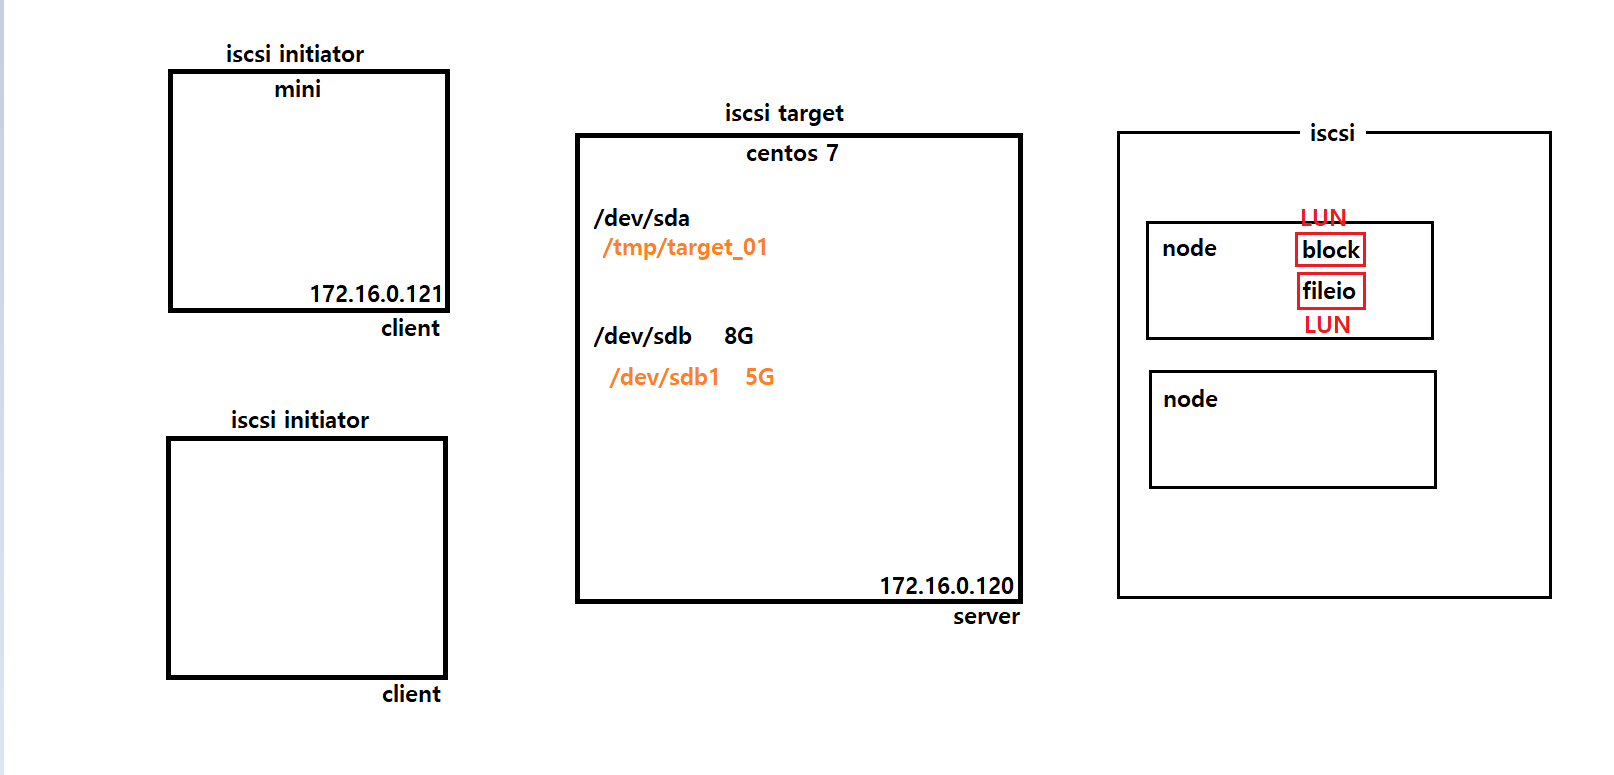 iscsi initiator
mini
172.16.0.121
client
iscsi initiator
client
iscsi target
centos 7
/dev/sda
/tmp/target_01
/dev/sdb 8G
/dev/sdb1 5G
172.16.0.120
server
iscsi
LUN
node block
fileio
LUN
node